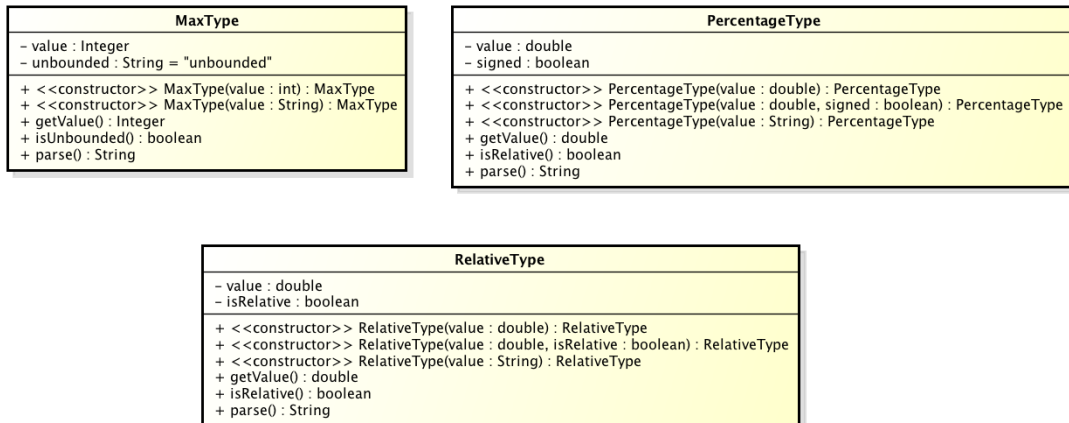 MaxType
- value : Integer
- unbounded : String = "unbounded"
+ <<constructor>> MaxType(value : int) : MaxType
+ <<constructor>> MaxType(value : String) : MaxType
+ getValue() : Integer
+ isUnbounded() : boolean
+ parse() : String
PercentageType
- value : double
- signed : boolean
+ <<constructor>> PercentageType(value : double) : PercentageType
+ <<constructor>> PercentageType(value : double, signed : boolean) : PercentageType
+ <<constructor>> PercentageType(value : String) : PercentageType
+ getValue() : double
+ isRelative() : boolean
+ parse() : String
RelativeType
- value : double
- isRelative : boolean
+ <<constructor>> RelativeType(value : double) : RelativeType
+ <<constructor>> RelativeType(value : double, isRelative : boolean) : RelativeType
+ <<constructor>> RelativeType(value : String) : RelativeType
+ getValue() : double
+ isRelative() : boolean
+ parse() : String